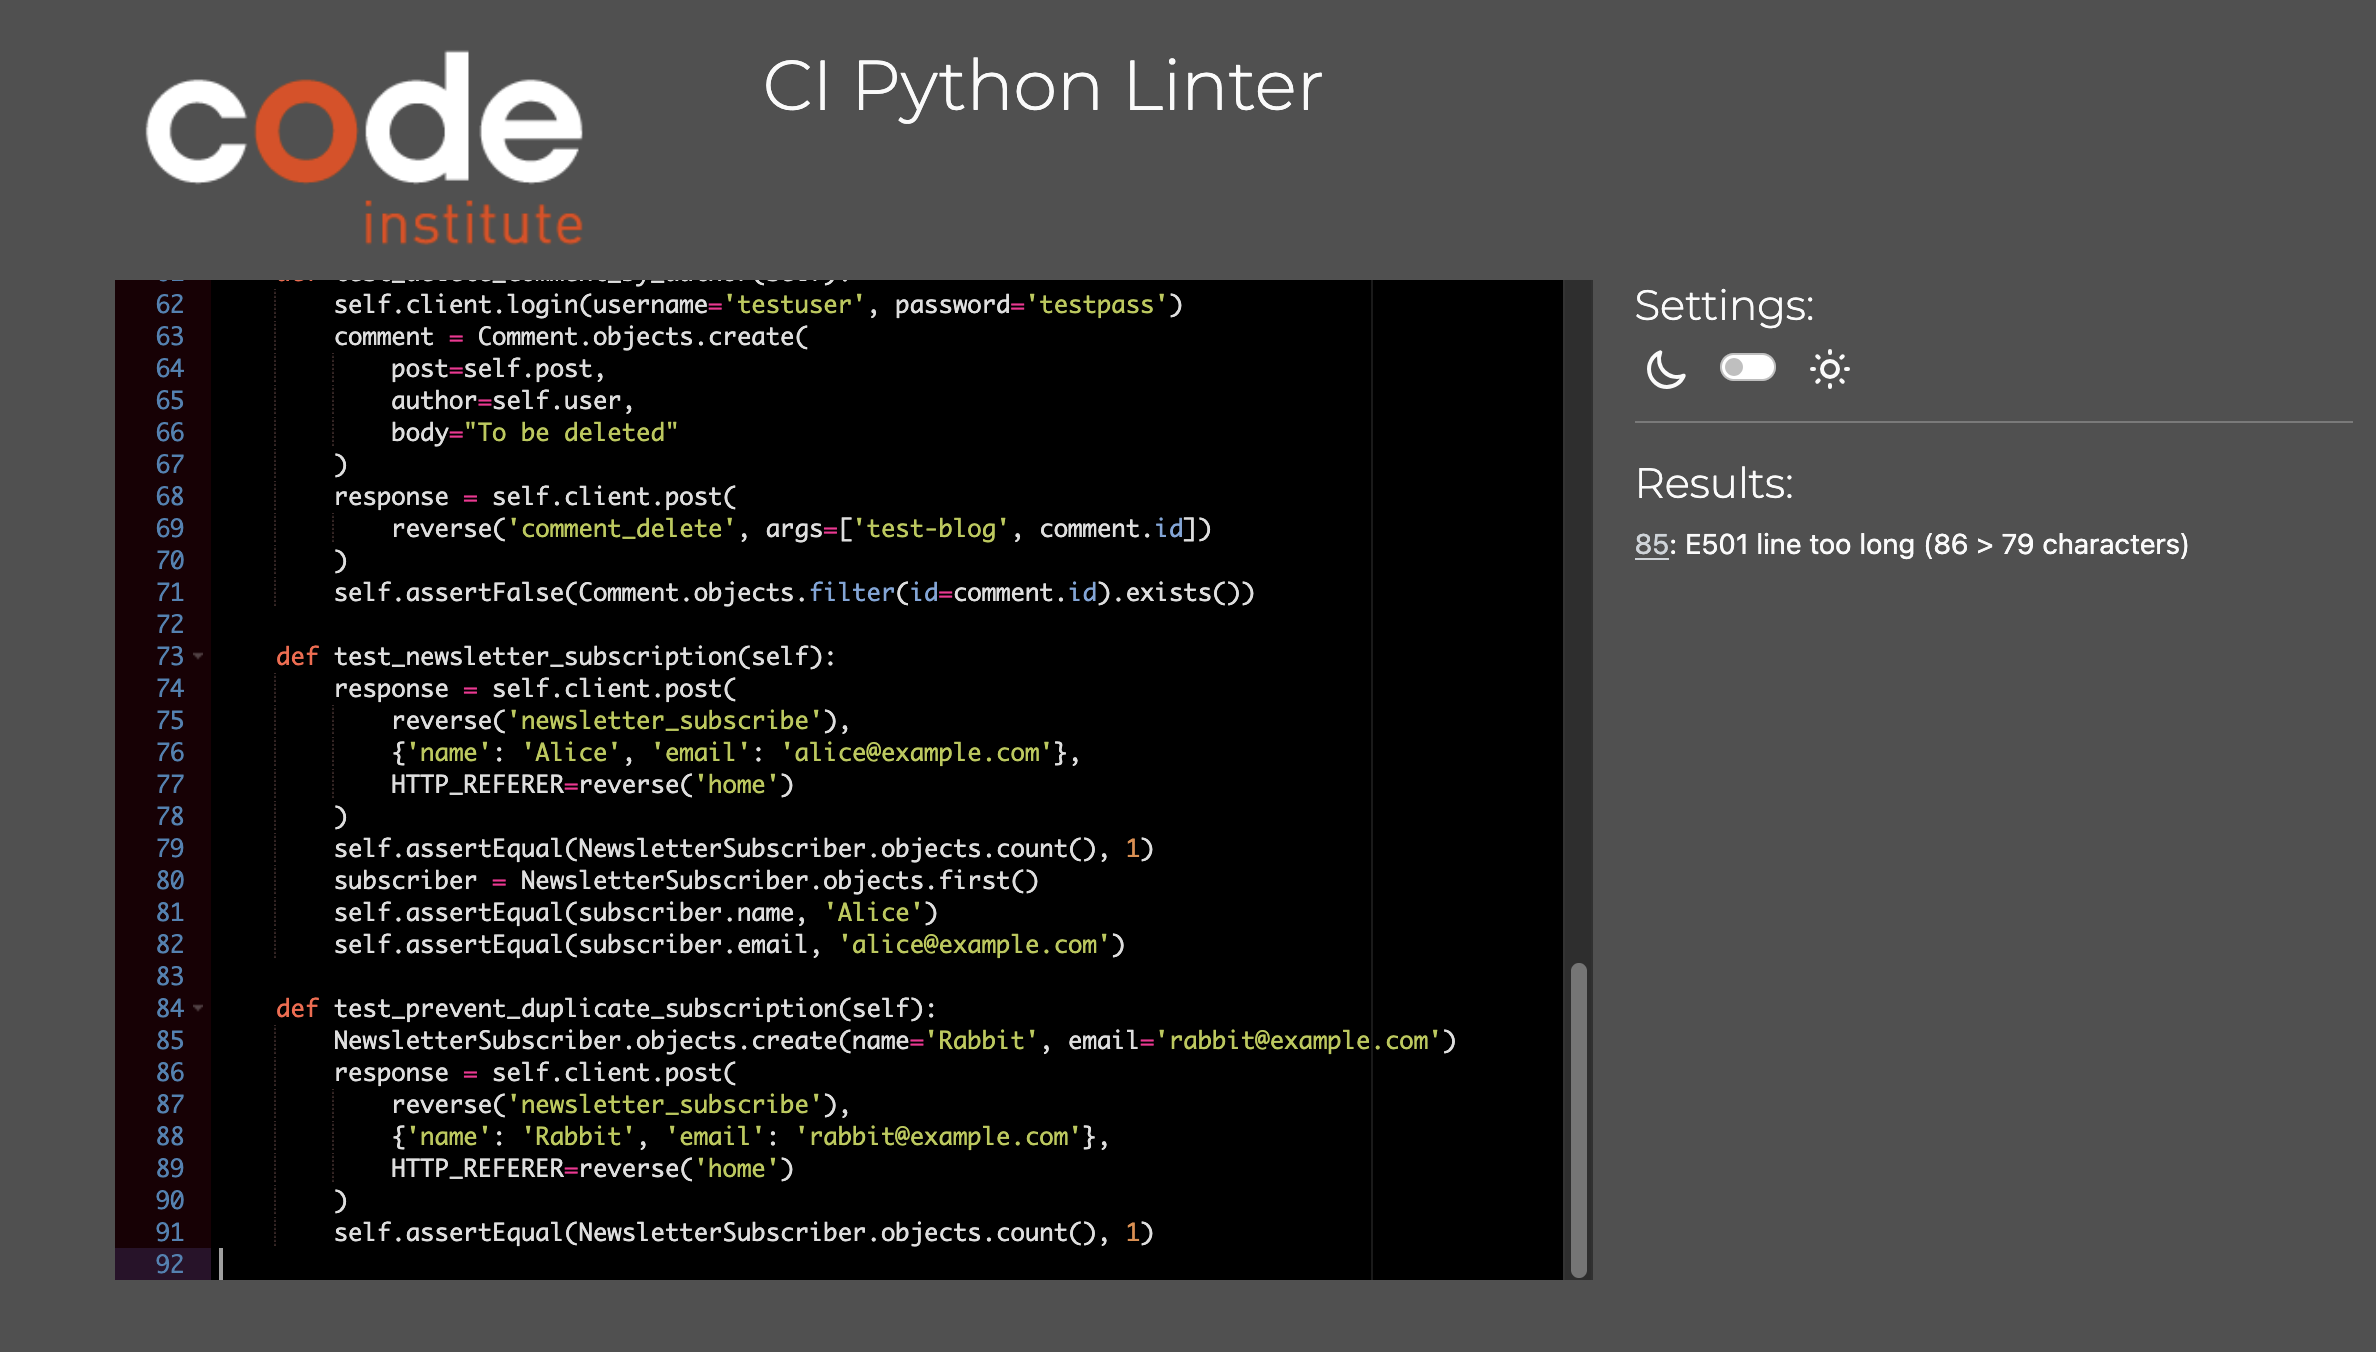 code
institute
CI Python Linter
62 self.client.login(username='testuser', password='testpass')
63 comment = Comment.objects.create(
64 post=self.post,
65 author=self.user,
66 body="To be deleted"
67 )
68 response = self.client.post(
69 reverse('comment_delete', args=['test-blog', comment.id])
70 )
71 self.assertFalse(Comment.objects.filter(id=comment.id).exists())
72
73 def test_newsletter_subscription(self):
74 response = self.client.post(
75 reverse('newsletter_subscribe'),
76 {'name': 'Alice', 'email': 'alice@example.com'},
77 HTTP_REFERER=reverse('home')
78 )
79 self.assertEqual(NewsletterSubscriber.objects.count(), 1)
80 subscriber = NewsletterSubscriber.objects.first()
81 self.assertEqual(subscriber.name, 'Alice')
82 self.assertEqual(subscriber.email, 'alice@example.com')
83
84 def test_prevent_duplicate_subscription(self):
85 NewsletterSubscriber.objects.create(name='Rabbit', email='rabbit@example.com')
86 response = self.client.post(
87 reverse('newsletter_subscribe'),
88 {'name': 'Rabbit', 'email': 'rabbit@example.com'},
89 HTTP_REFERER=reverse('home')
90 )
91 self.assertEqual(NewsletterSubscriber.objects.count(), 1)
92
Settings:
Results:
85: E501 line too long (86 > 79 characters)